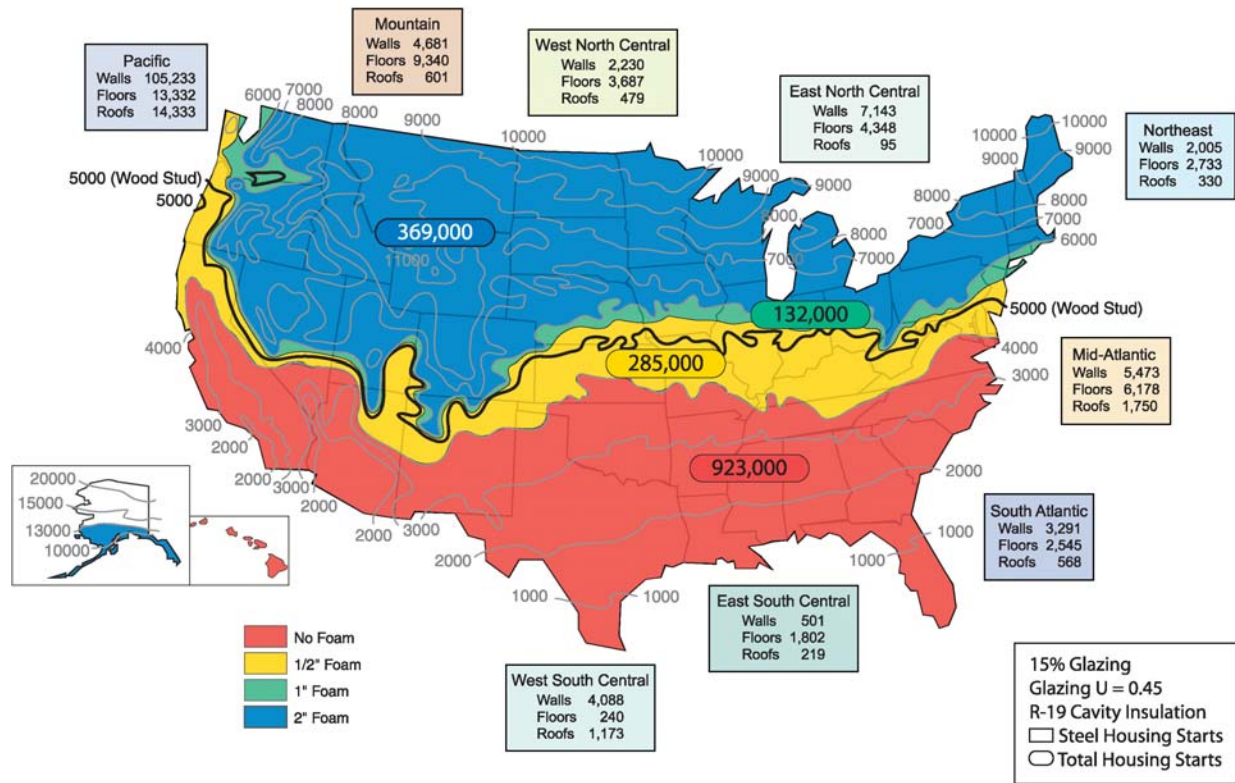 Mountain
Walls 4,681
Floors 9,340
Roofs 601
West North Central
Walls 2,230
Floors 3,687
Roofs 479
Pacific
Walls 105,233
Floors 13,332
Roofs 14,333
East North Central
Walls 7,143
Floors 4,348
Roofs 95
Northeast
Walls 2,005
Floors 2,733
Roofs 330
6000
7000
8000
8000
9000
10000
10000
9000
8000
7000
8000
7000
10000
9000
8000
7000
10000
9000
8000
7000
6000
5000 (Wood Stud)
5000
11000
369,000
132,000
285,000
923,000
5000 (Wood Stud)
4000
3000
4000
3000
2000
2000
3000
2000
2000
3000
2000
2000
1000
1000
1000
1000
Mid-Atlantic
Walls 5,473
Floors 6,178
Roofs 1,750
20000
15000
13000
10000
South Atlantic
Walls 3,291
Floors 2,545
Roofs 568
East South Central
Walls 501
Floors 1,802
Roofs 219
West South Central
Walls 4,088
Floors 240
Roofs 1,173
No Foam
1/2" Foam
1" Foam
2" Foam
15% Glazing
Glazing U = 0.45
R-19 Cavity Insulation
Steel Housing Starts
Total Housing Starts